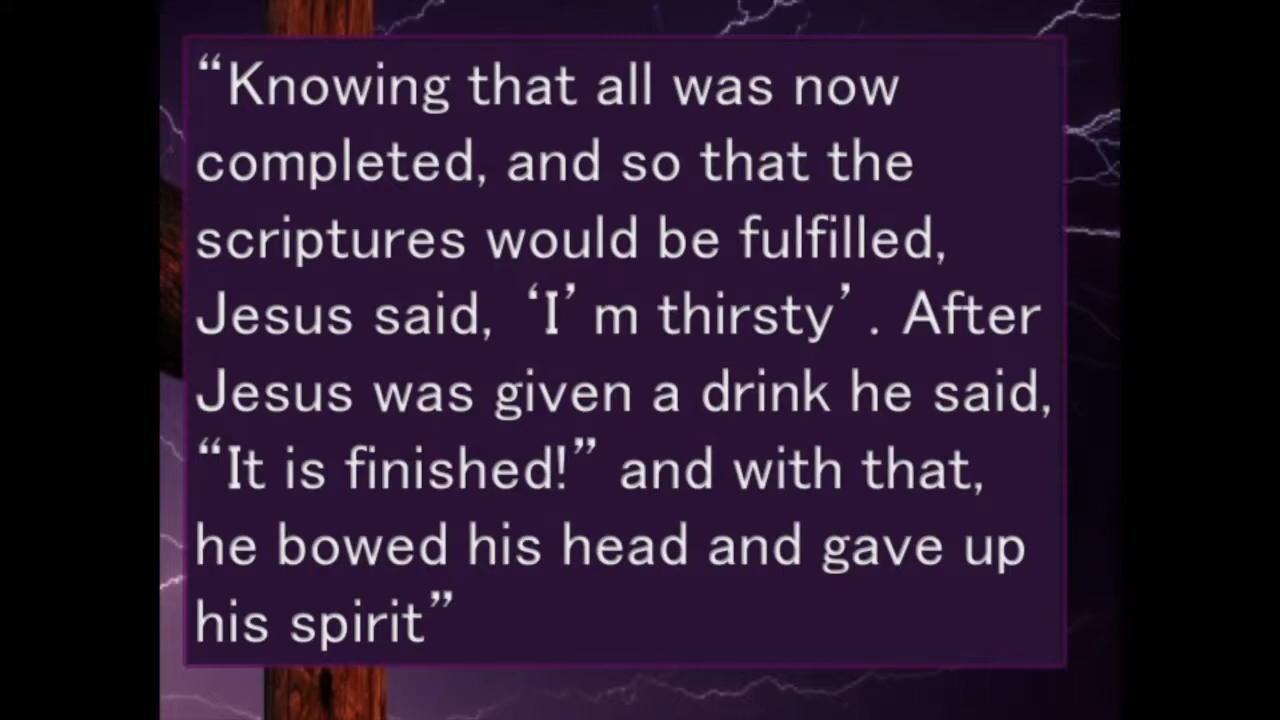 “Knowing that all was now
completed, and so that the
scriptures would be fulfilled,
Jesus said, ‘I’m thirsty’. After
Jesus was given a drink he said,
“It is finished!” and with that,
he bowed his head and gave up
his spirit”